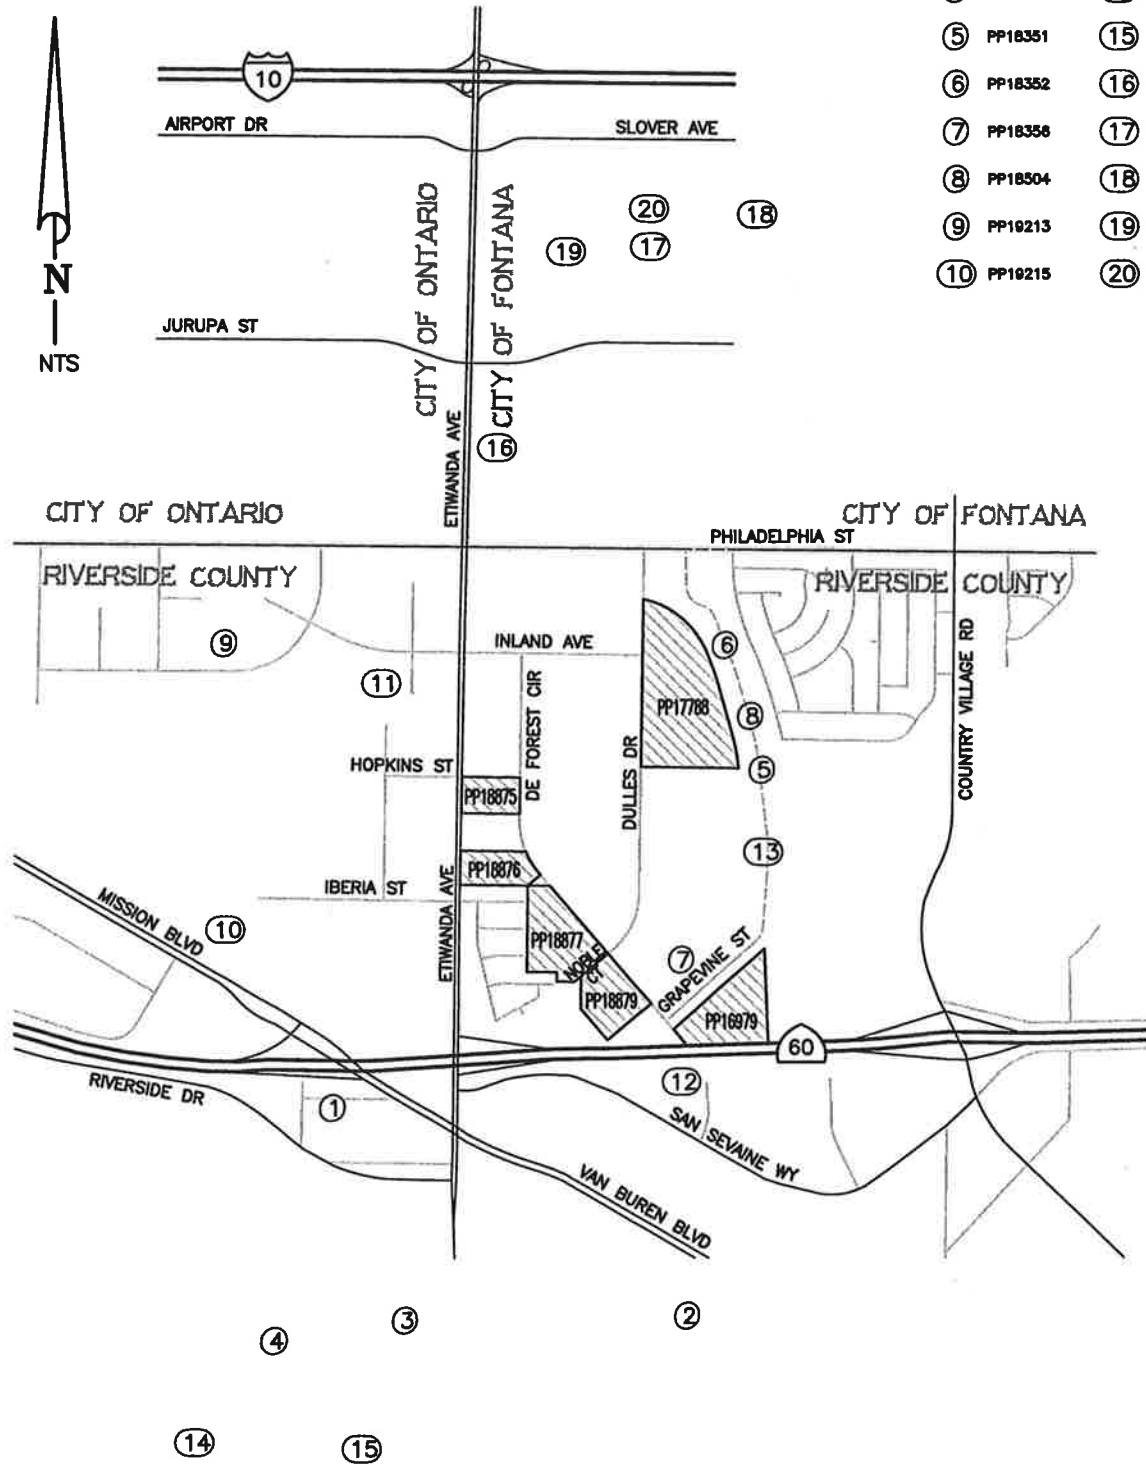 5 PP18351 15
6 PP18352 16
7 PP18356 17
8 PP18504 18
9 PP19213 19
10 PP19215 20
N
NTS
10
AIRPORT DR
SLOVER AVE
CITY OF ONTARIO
CITY OF FONTANA
20
18
19
17
JURUPA ST
ETIWANDA AVE
16
CITY OF ONTARIO
CITY OF FONTANA
PHILADELPHIA ST
RIVERSIDE COUNTY
RIVERSIDE COUNTY
9
INLAND AVE
6
COUNTRY VILLAGE RD
11
DE FOREST CIR
PP17788
8
HOPKINS ST
DULLES DR
5
PP18875
13
PP18876
IBERIA ST
ETIWANDA AVE
MISSION BLVD
10
PP18877
NOBLE CT
7
GRAPEVINE ST
PP18879
PP16979
60
RIVERSIDE DR
1
12
SAN SEVAINE WY
VAN BUREN BLVD
3
2
4
14
15